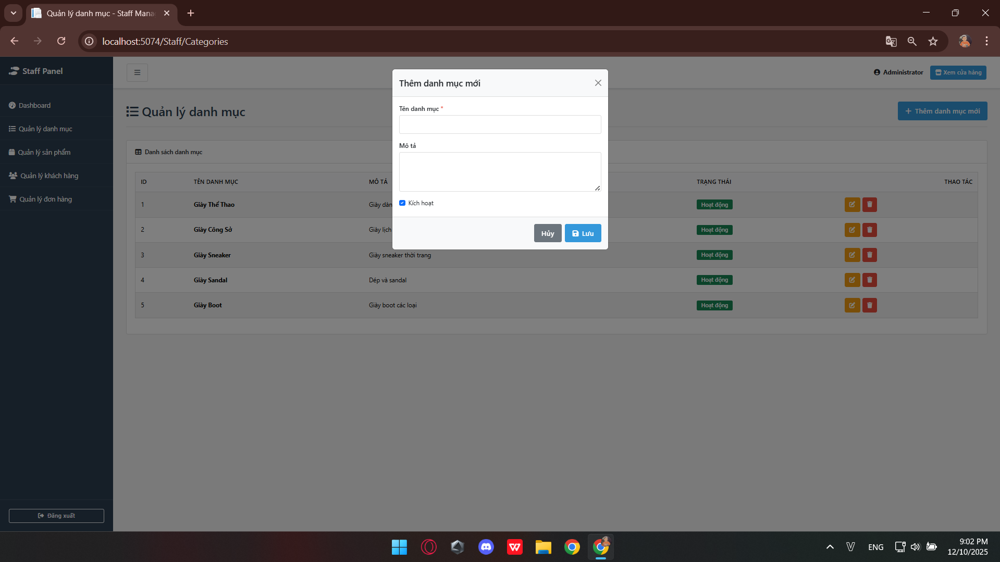 Quản lý danh mục - Staff Mana
localhost:5074/Staff/Categories
Staff Panel
Administrator
Xem cửa hàng
Dashboard
Quản lý danh mục
Quản lý sản phẩm
Quản lý khách hàng
Quản lý đơn hàng
Đăng xuất
Quản lý danh mục
Thêm danh mục mới
Danh sách danh mục
ID TÊN DANH MỤC MÔ TẢ TRẠNG THÁI THAO TÁC
1 Giày Thể Thao Giày dàn Hoạt động
2 Giày Công Sở Giày lịch Hoạt động
3 Giày Sneaker Giày sneaker thời trang Hoạt động
4 Giày Sandal Dép và sandal Hoạt động
5 Giày Boot Giày boot các loại Hoạt động
Thêm danh mục mới
Tên danh mục *
Mô tả
Kích hoạt
Hủy
Lưu
V
ENG
9:02 PM
12/10/2025